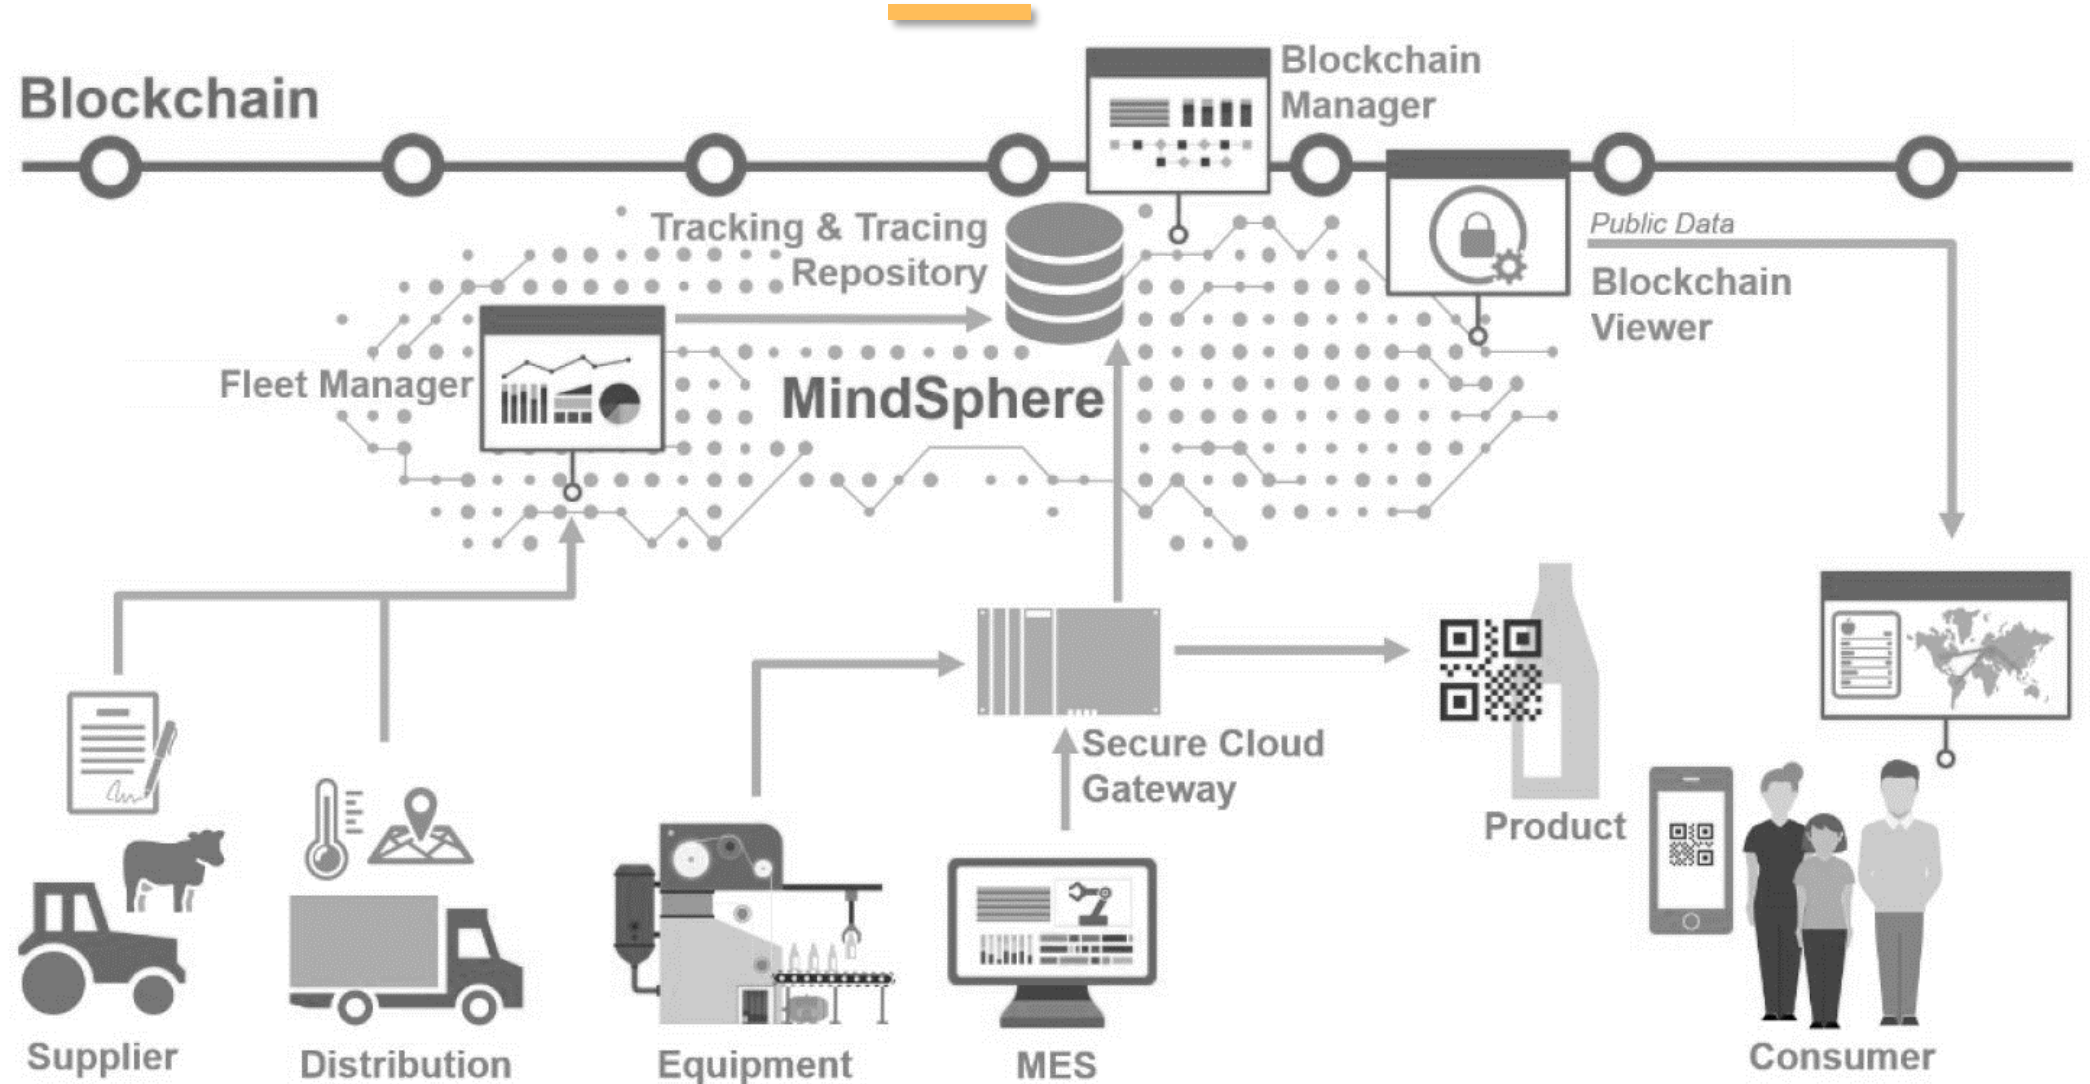 Blockchain
Blockchain
Manager
Tracking & Tracing
Repository
Public Data
Blockchain
Viewer
Fleet Manager
MindSphere
Secure Cloud
Gateway
Product
Supplier
Distribution
Equipment
MES
Consumer